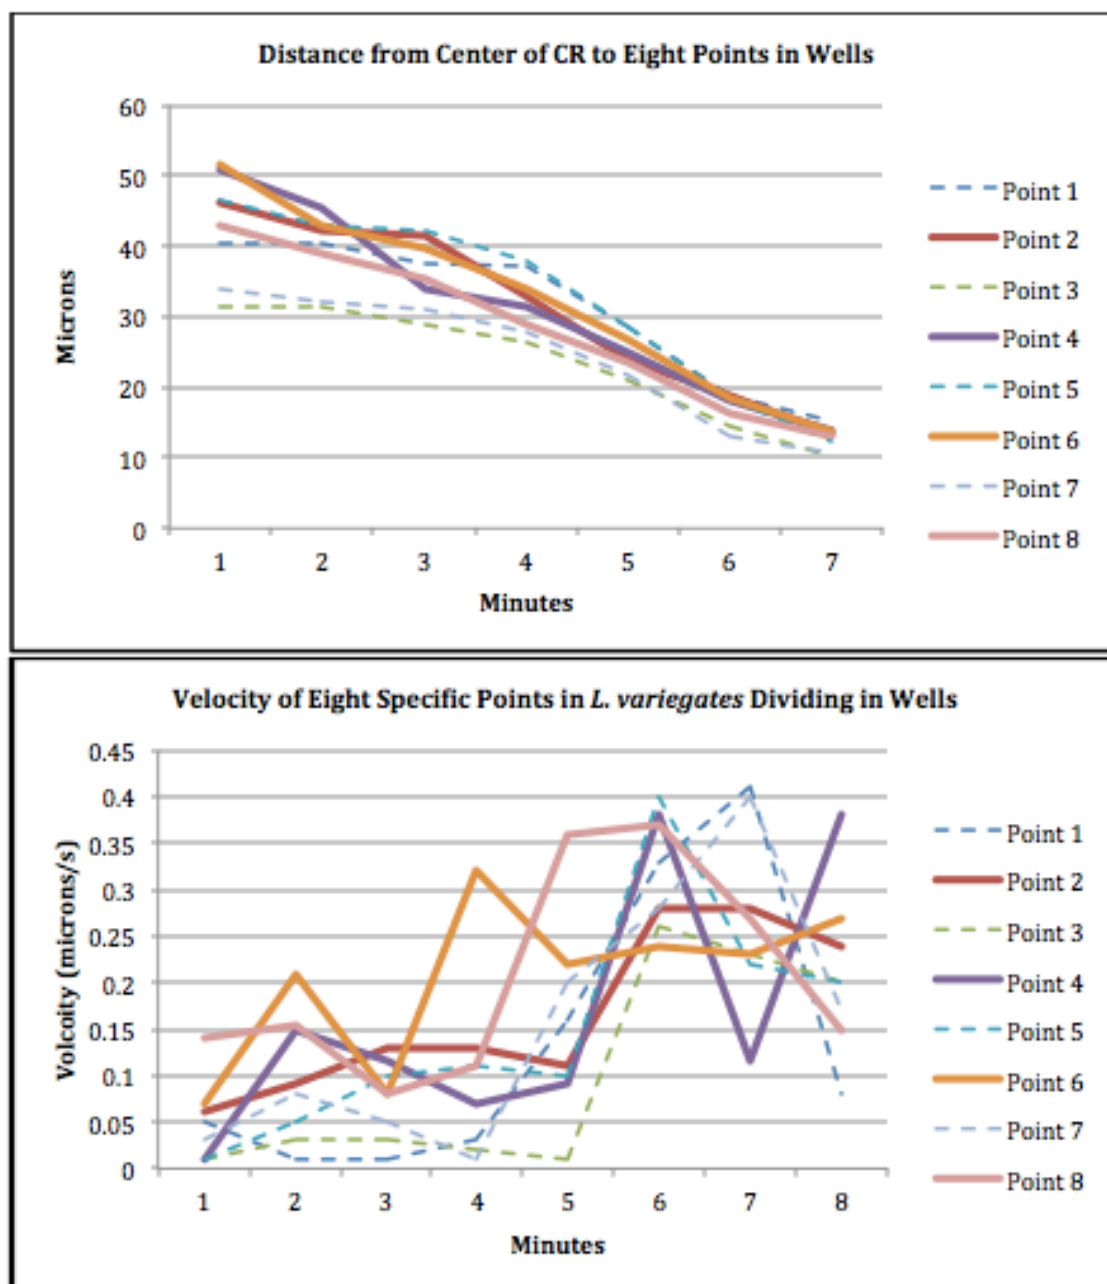 Distance from Center of CR to Eight Points in Wells
60
50
40
30
20
10
0
Microns
1 2 3 4 5 6 7
Minutes
Point 1
Point 2
Point 3
Point 4
Point 5
Point 6
Point 7
Point 8
Velocity of Eight Specific Points in L. variegates Dividing in Wells
0.45
0.4
0.35
0.3
0.25
0.2
0.15
0.1
0.05
0
Volcoity (microns/s)
1 2 3 4 5 6 7 8
Minutes
Point 1
Point 2
Point 3
Point 4
Point 5
Point 6
Point 7
Point 8